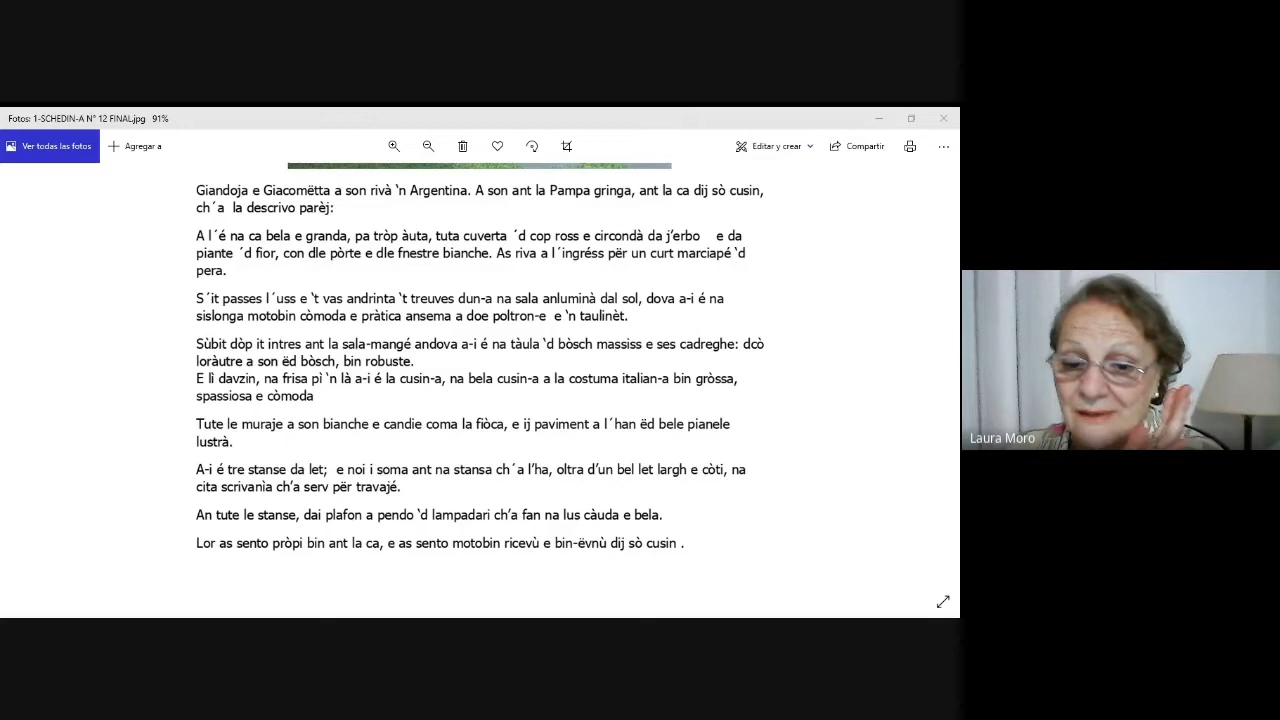 Fotos: 1-SCHEDIN-A N° 12 FINAL.jpg 91%
Ver todas las fotos
Agregar a
Editar y crear
Compartir
Giandoja e Giacomëtta a son rivà ‘n Argentina. A son ant la Pampa gringa, ant la ca dij sò cusin,
ch´a la descrivo parèj:
A l´é na ca bela e granda, pa tròp àuta, tuta cuverta ´d cop ross e circondà da j’erbo e da
piante ´d fior, con dle pòrte e dle fnestre bianche. As riva a l´ingréss për un curt marciapé ‘d
pera.
S´it passes l´uss e ‘t vas andrinta ‘t treuves dun-a na sala anluminà dal sol, dova a-i é na
sislonga motobin còmoda e pràtica ansema a doe poltron-e e ‘n taulinèt.
Sùbit dòp it intres ant la sala-mangé andova a-i é na tàula ‘d bòsch massiss e ses cadreghe: dcò
loràutre a son ëd bòsch, bin robuste.
E lì davzin, na frisa pì ‘n là a-i é la cusin-a, na bela cusin-a a la costuma italian-a bin gròssa,
spassiosa e còmoda
Tute le muraje a son bianche e candie coma la fiòca, e ij paviment a l´han ëd bele pianele
lustrà.
A-i é tre stanse da let; e noi i soma ant na stansa ch´a l’ha, oltra d’un bel let largh e còti, na
cita scrivanìa ch’a serv për travajé.
An tute le stanse, dai plafon a pendo ‘d lampadari ch’a fan na lus càuda e bela.
Lor as sento pròpi bin ant la ca, e as sento motobin ricevù e bin-ëvnù dij sò cusin .
Laura Moro